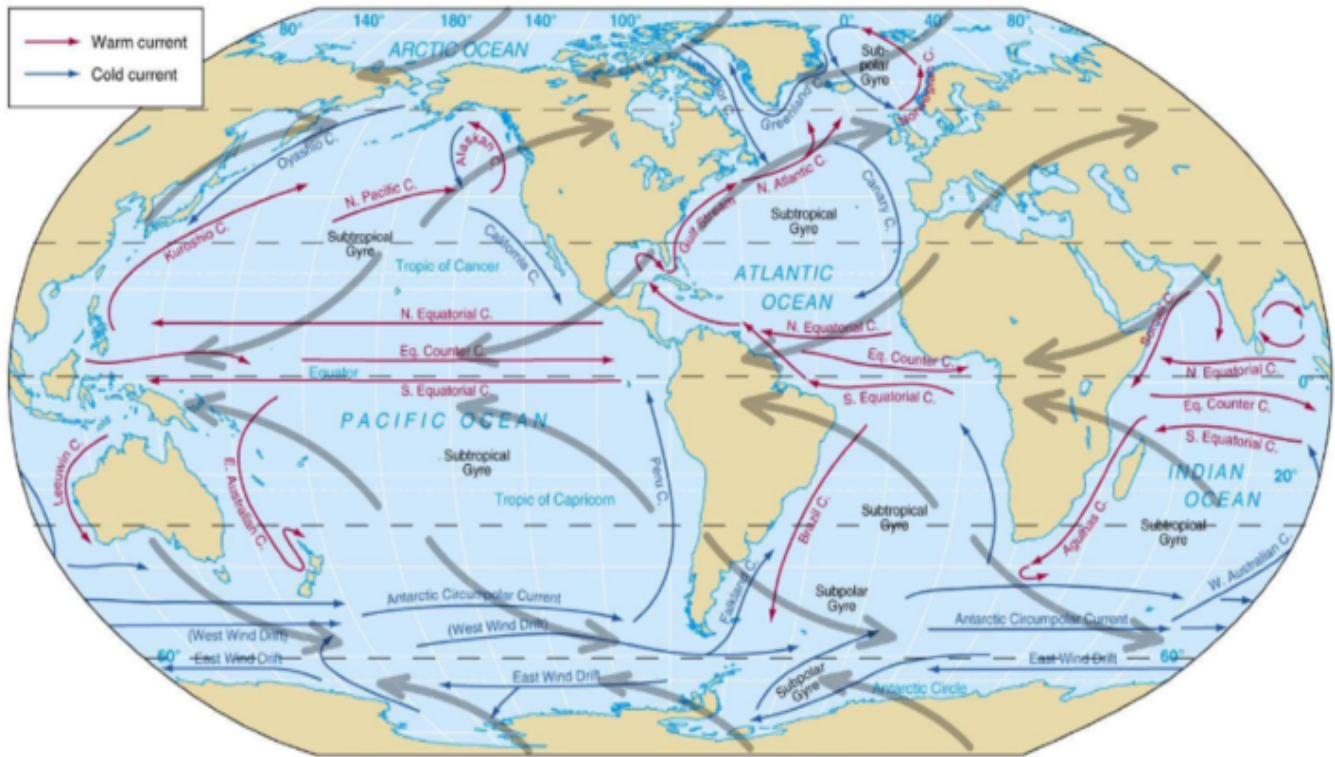 Warm current
Cold current
80°
ARCTIC OCEAN
140°
180°
140°
100°
0°
40°
80°
Sub-
polar
Gyre
Norwegian C.
Greenland C.
Oyashio C.
Alaskan C.
N. Pacific C.
Kuroshio C.
Subtropical
Gyre
California C.
Tropic of Cancer
Gulf Stream
N. Atlantic C.
Canary C.
Subtropical
Gyre
ATLANTIC
OCEAN
N. Equatorial C.
Eq. Counter C.
Equator
S. Equatorial C.
N. Equatorial C.
Eq. Counter C.
S. Equatorial C.
N. Equatorial C.
0°
Eq. Counter C.
S. Equatorial C.
PACIFIC OCEAN
Subtropical
Gyre
Tropic of Capricorn
Peru C.
Leeuwin C.
E. Australian C.
Brazil C.
Subtropical
Gyre
Agulhas C.
INDIAN
OCEAN
20°
Subtropical
Gyre
W. Australian C.
Falkland C.
Subpolar
Gyre
Antarctic Circumpolar Current
(West Wind Drift)
(West Wind Drift)
Antarctic Circumpolar Current
60°
East Wind Drift
East Wind Drift
East Wind Drift
60°
Subpolar
Gyre
Antarctic Circle